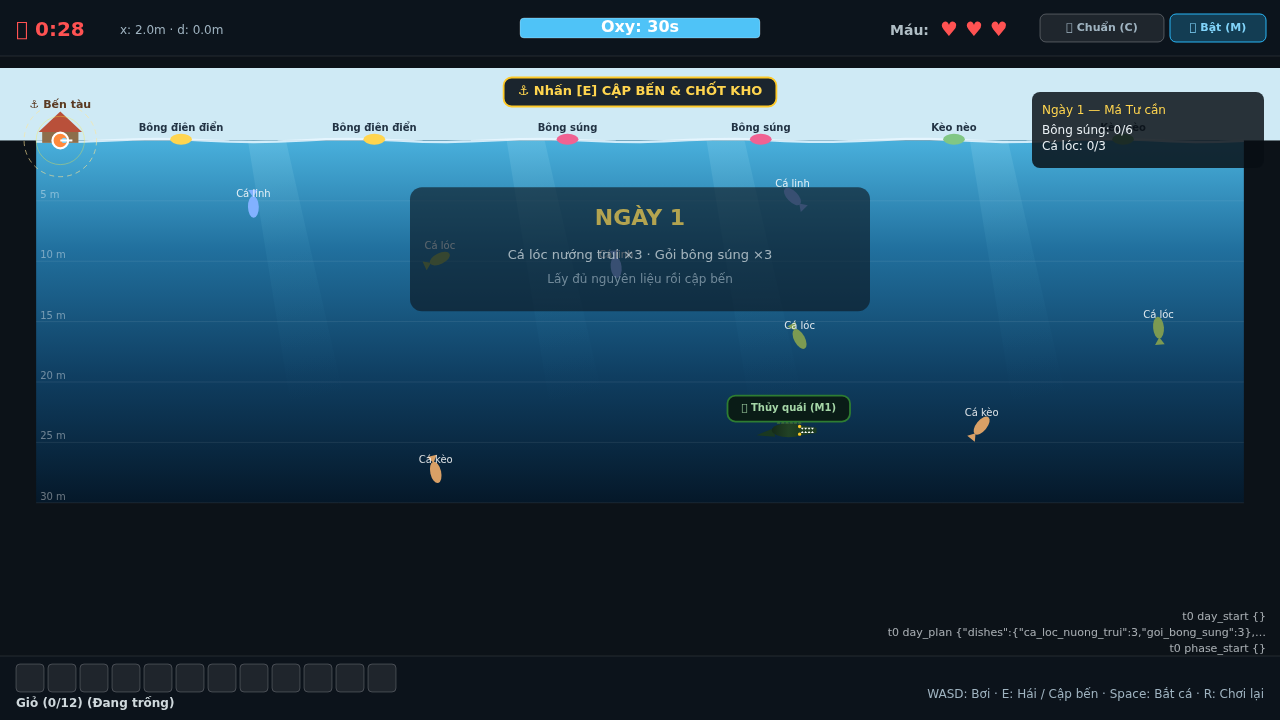 0:28
x: 2.0m · d: 0.0m
Oxy: 30s
Máu: ♥ ♥ ♥
Chuẩn (C)
Bật (M)
⚓ Nhấn [E] CẬP BẾN & CHỐT KHO
⚓ Bến tàu
Bông điên điển
Bông điên điển
Bông súng
Bông súng
Kèo nèo
Ngày 1 — Má Tư cần
Bông súng: 0/6
Cá lóc: 0/3
5 m
Cá linh
Cá linh
NGÀY 1
10 m
Cá lóc
Cá lóc nướng trui ×3 · Gỏi bông súng ×3
Lấy đủ nguyên liệu rồi cập bến
15 m
Cá lóc
Cá lóc
20 m
Thủy quái (M1)
Cá kèo
25 m
Cá kèo
30 m
t0 day_start {}
t0 day_plan {"dishes":{"ca_loc_nuong_trui":3,"goi_bong_sung":3},...
t0 phase_start {}
Giỏ (0/12) (Đang trống)
WASD: Bơi · E: Hái / Cập bến · Space: Bắt cá · R: Chơi lại